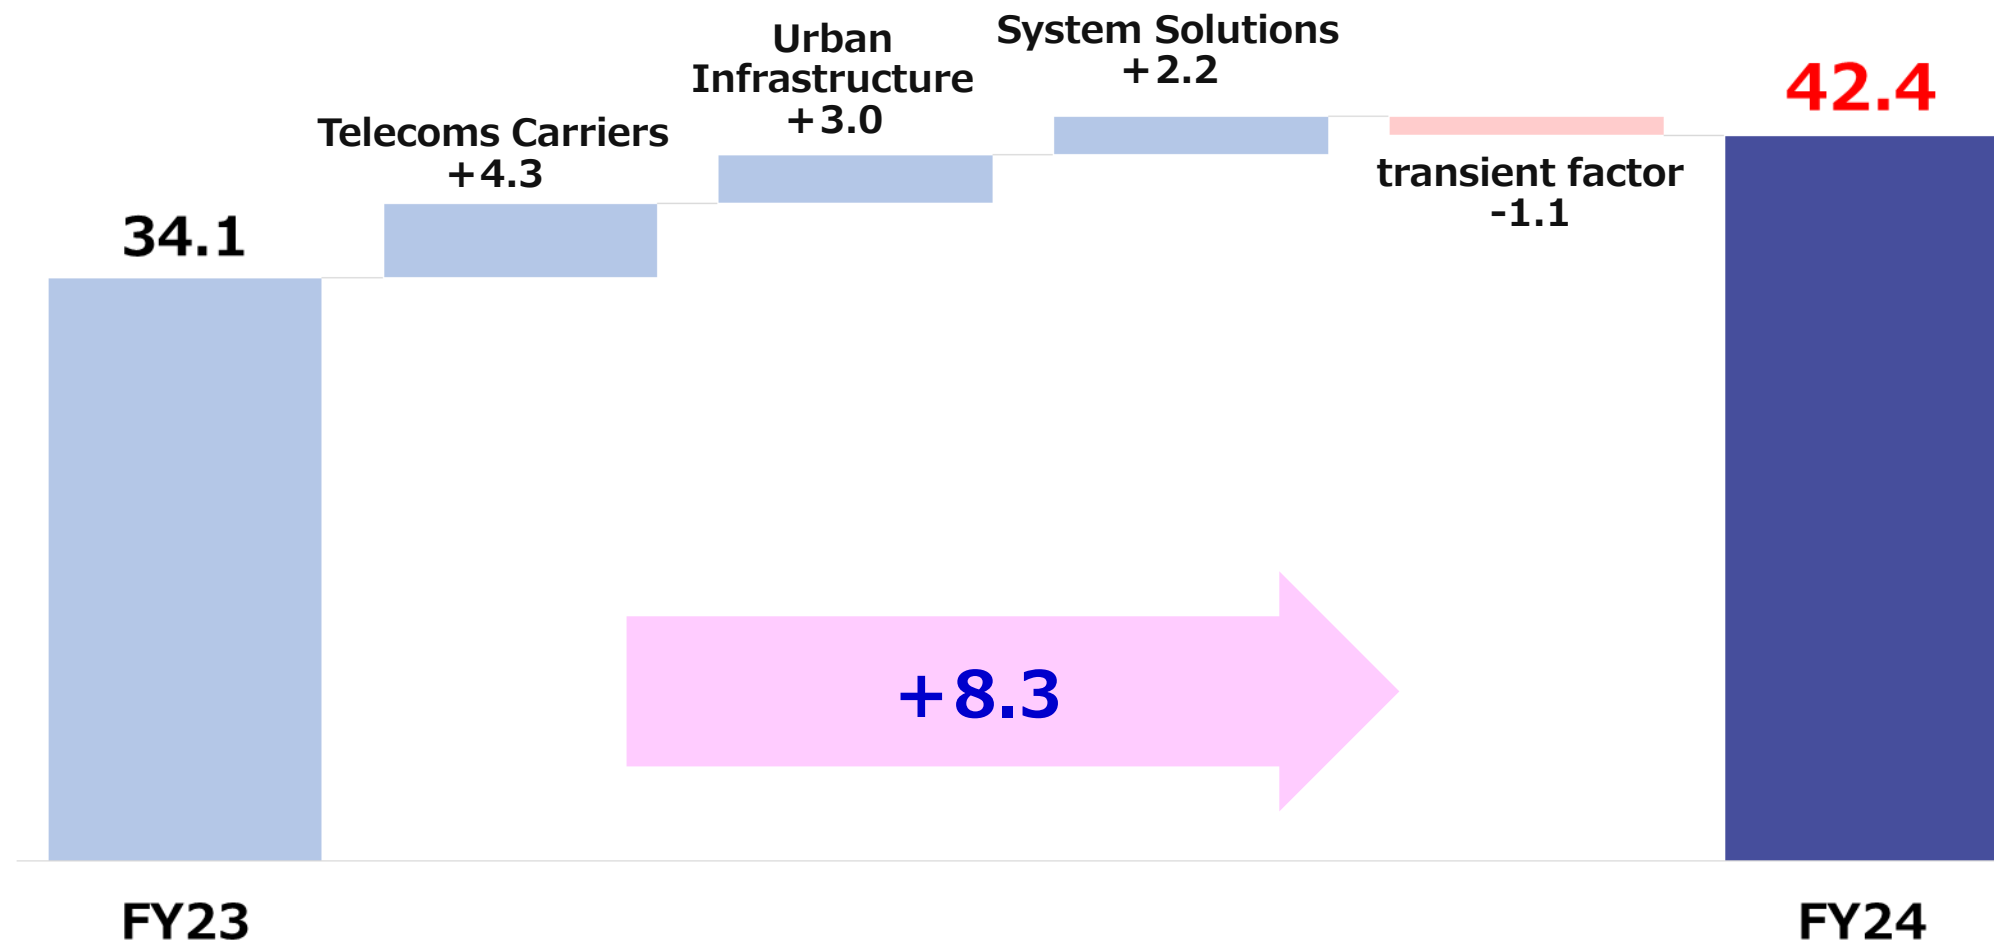 34.1
Telecoms Carriers
+4.3
Urban
Infrastructure
+3.0
System Solutions
+2.2
transient factor
-1.1
42.4
+8.3
FY23
FY24